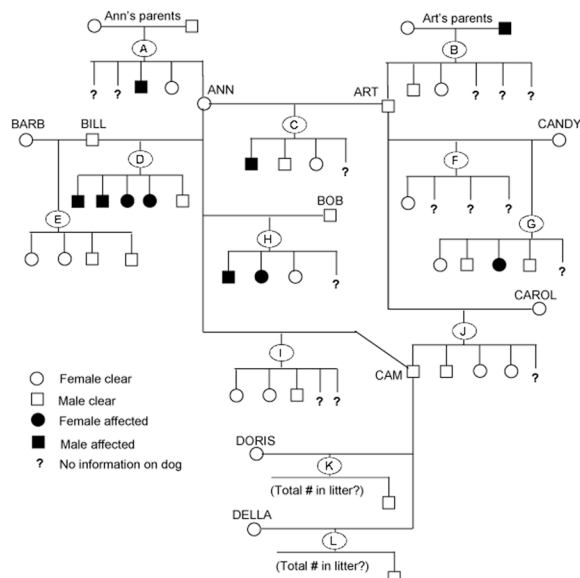 Ann's parents
Art's parents
A
B
? ?
ANN
ART
? ? ?
BARB
BILL
C
CANDY
D
?
F
E
BOB
? ? ?
G
H
?
CAROL
?
J
I
Female clear
Male clear
Female affected
Male affected
? No information on dog
? ?
CAM
?
DORIS
K
(Total # in litter?)
DELLA
L
(Total # in litter?)